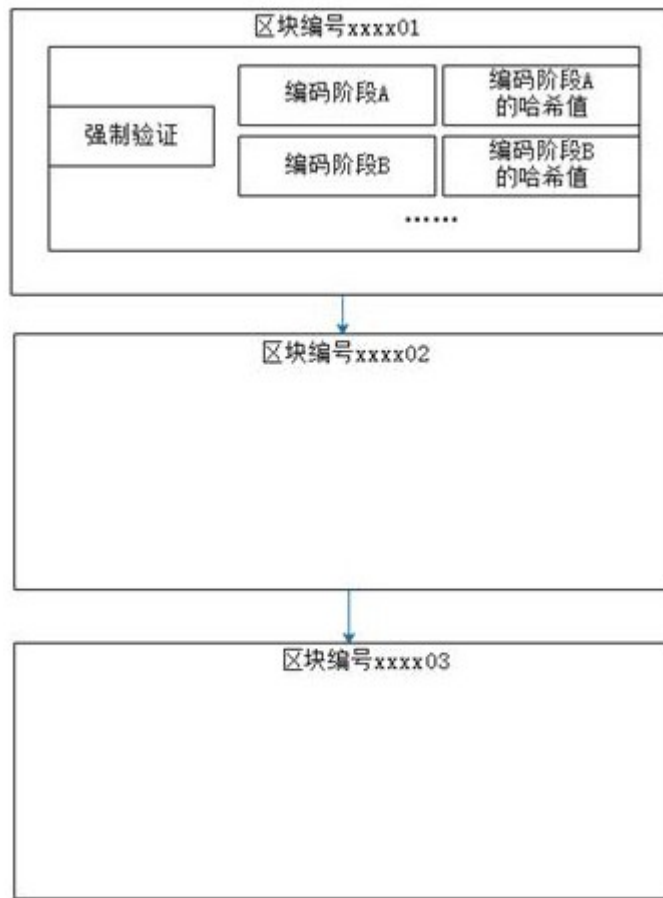 区块编号xxxx01
强制验证
编码阶段A
编码阶段A
的哈希值
编码阶段B
编码阶段B
的哈希值
......
区块编号xxxx02
区块编号xxxx03